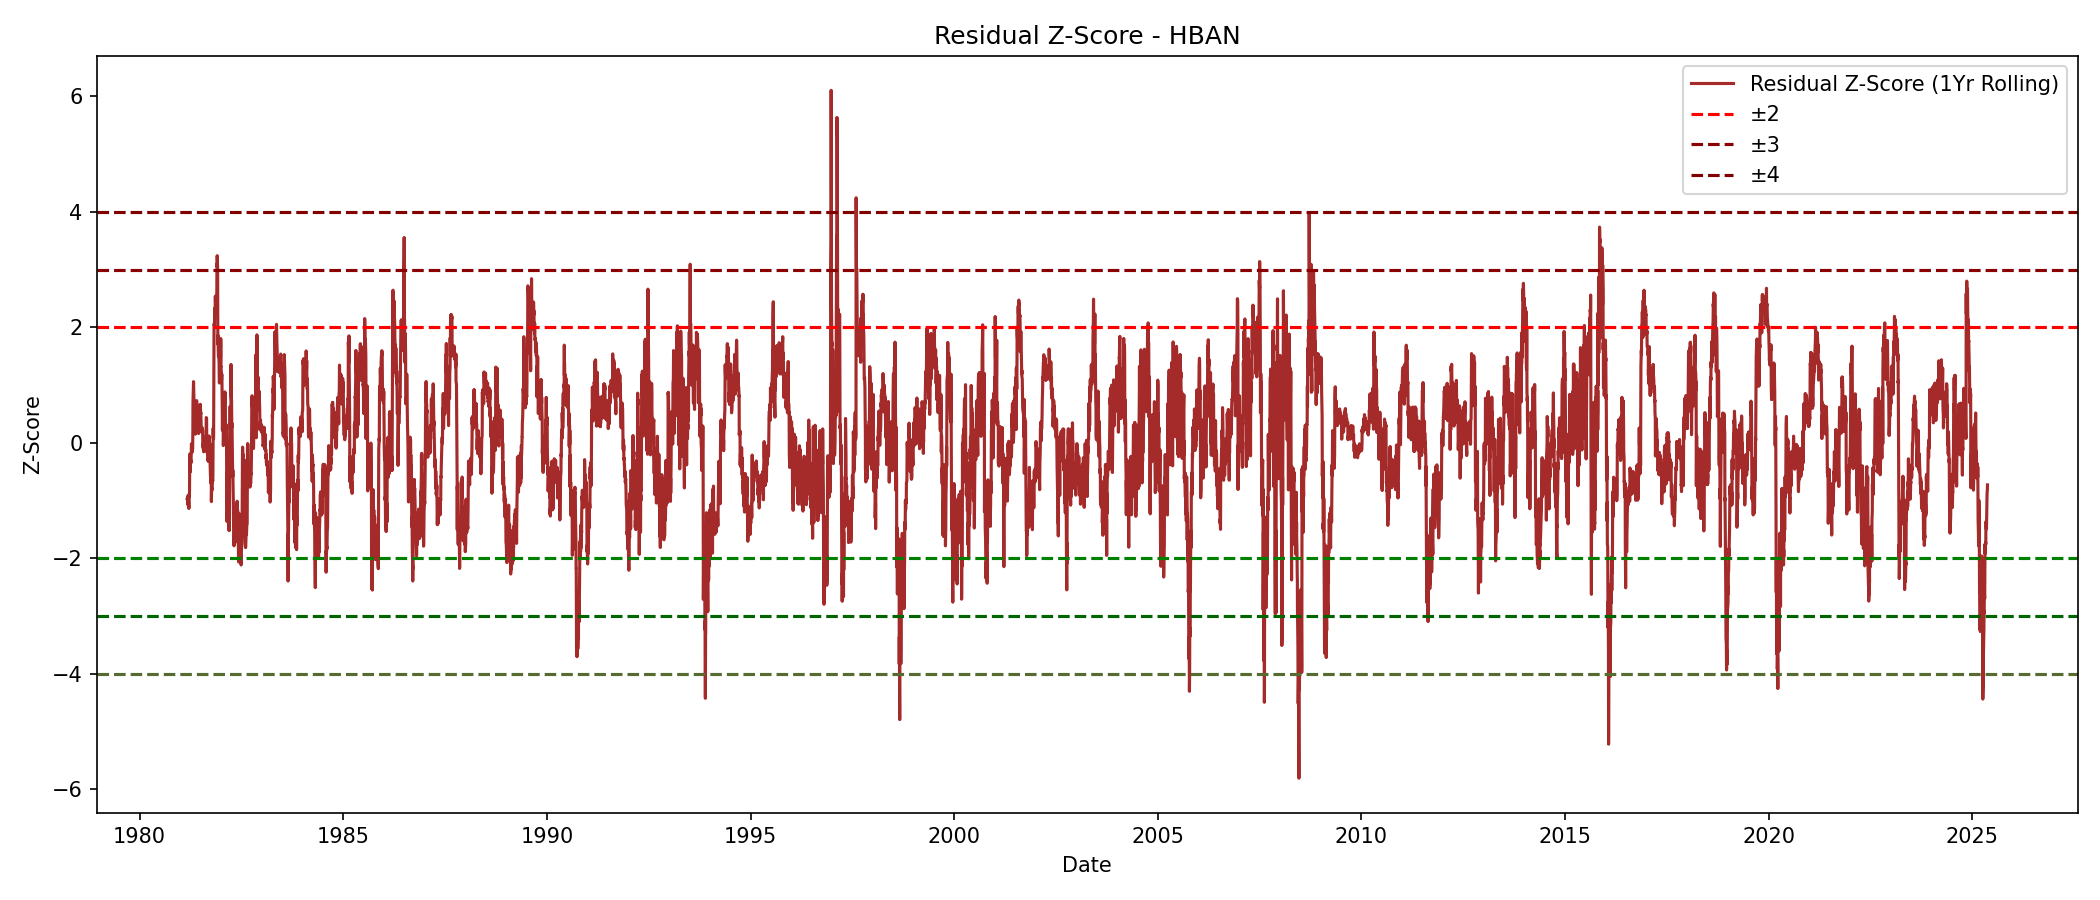 Residual Z-Score - HBAN
Residual Z-Score (1Yr Rolling)
±2
±3
±4
Z-Score
6
4
2
0
−2
−4
−6
1980 1985 1990 1995 2000 2005 2010 2015 2020 2025
Date